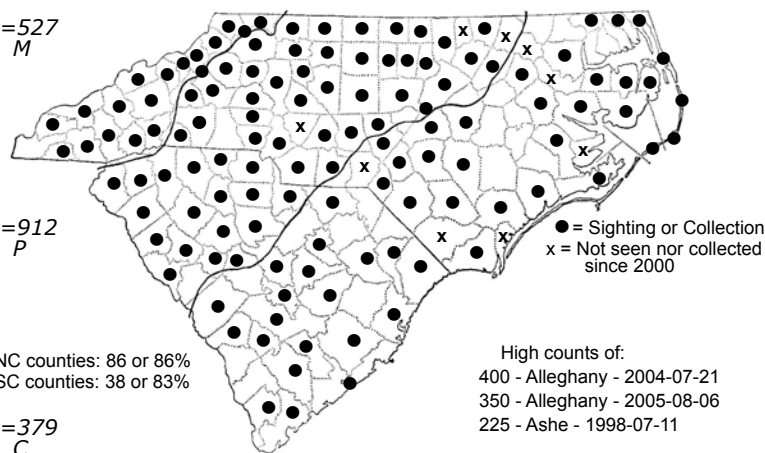 =527
M
=912
P
● = Sighting or Collection
x = Not seen nor collected
since 2000
NC counties: 86 or 86%
SC counties: 38 or 83%
High counts of:
400 - Alleghany - 2004-07-21
350 - Alleghany - 2005-08-06
225 - Ashe - 1998-07-11
=379
C